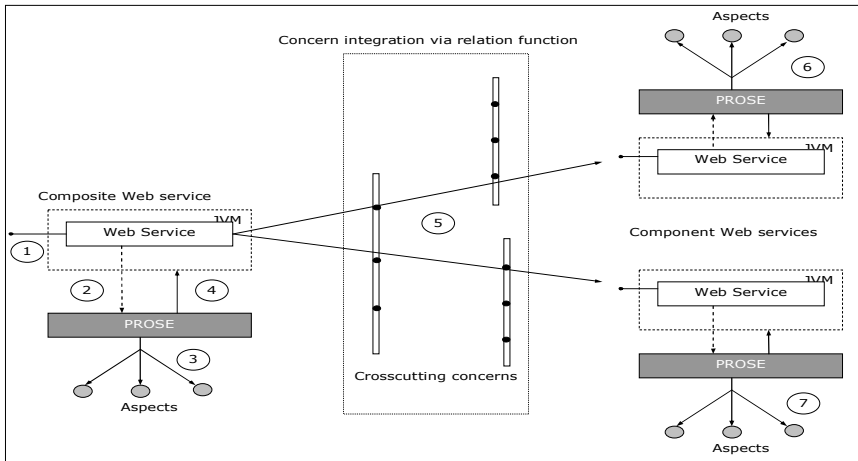 Aspects
Concern integration via relation function
6
PROSE
JVM
Web Service
Composite Web service
JVM
Web Service
1
5
Component Web services
2
4
JVM
Web Service
PROSE
3
Aspects
Crosscutting concerns
PROSE
7
Aspects